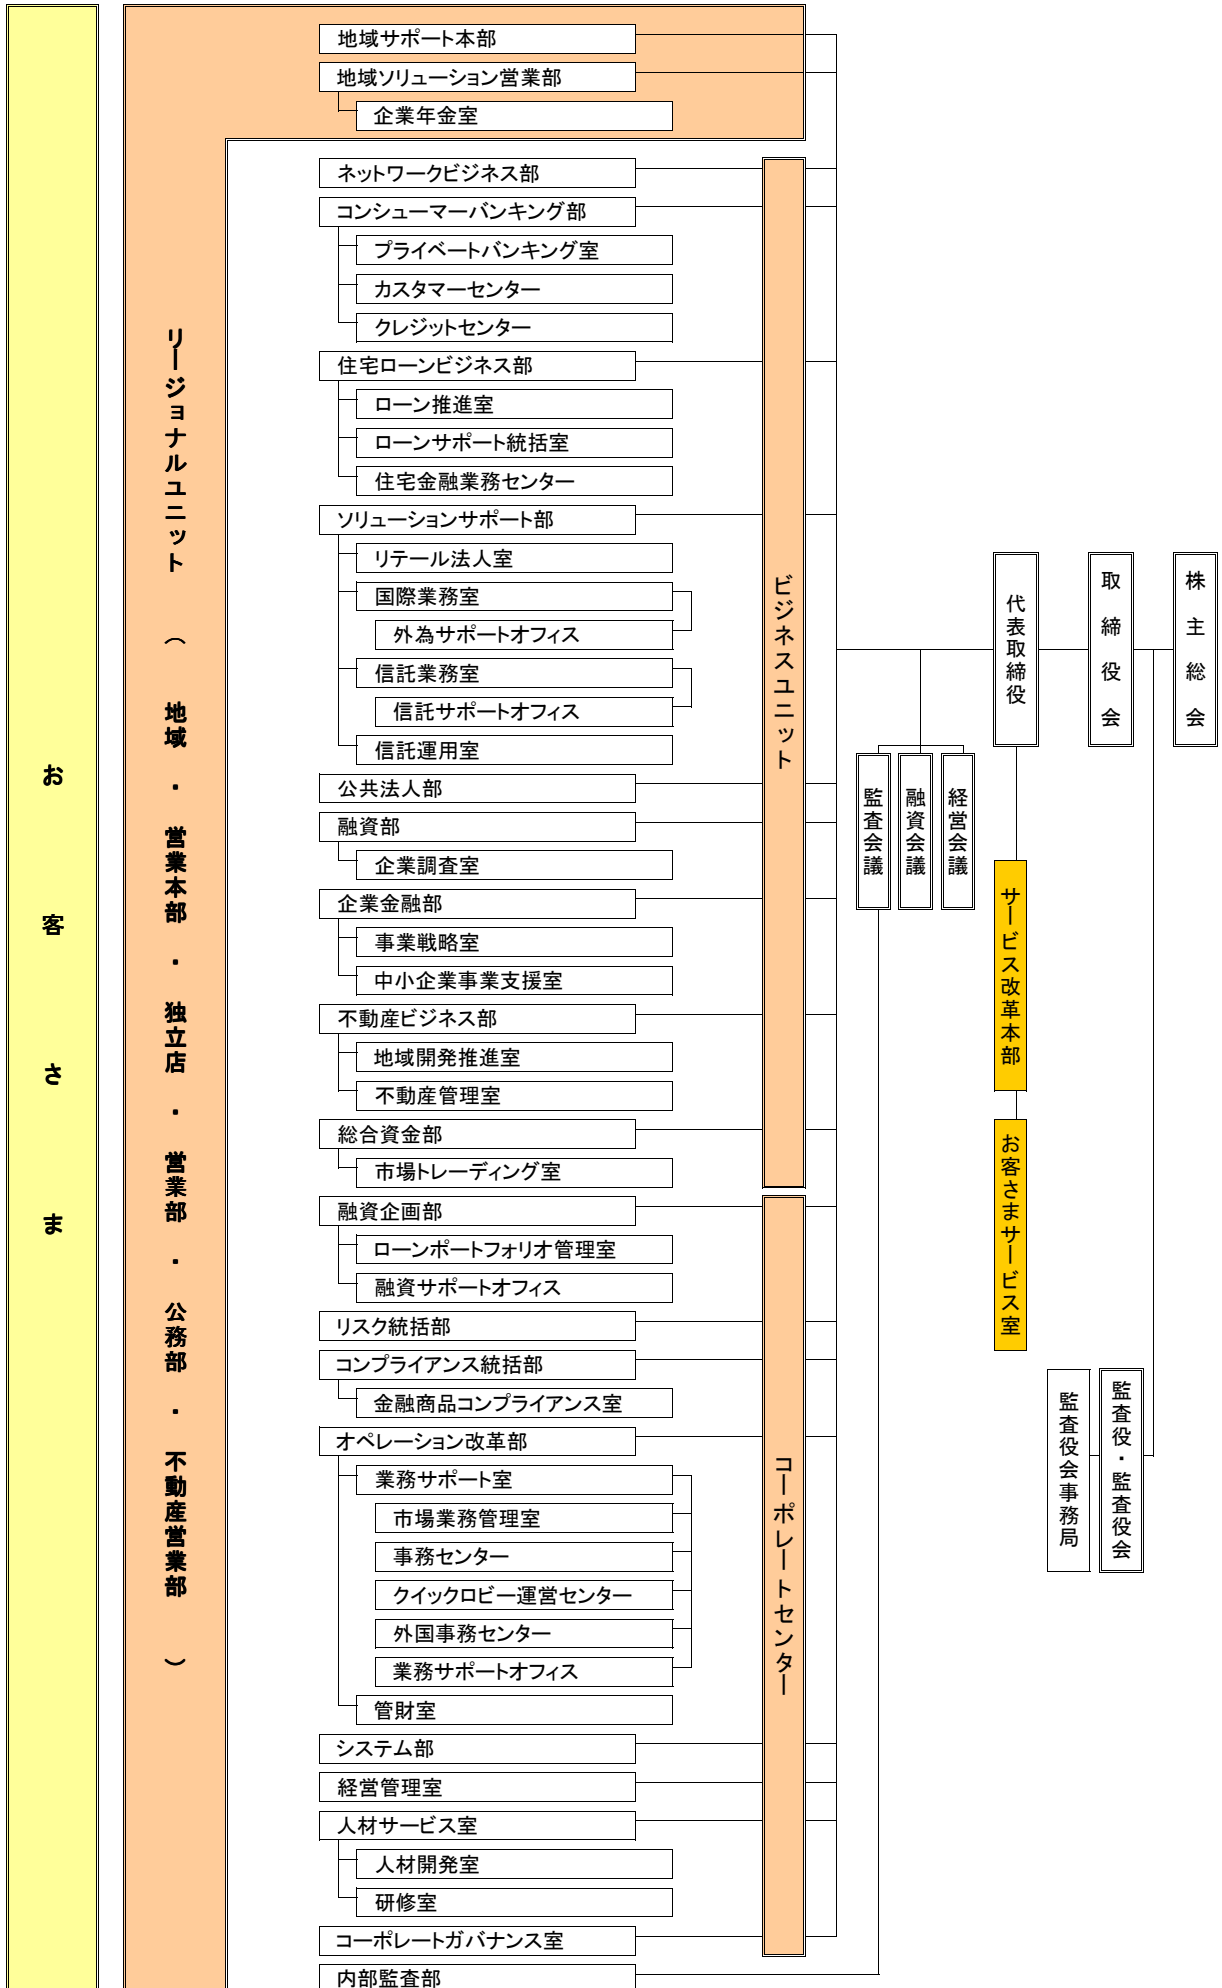 お客さま
リージョナルユニット （ 地域 ・ 営業本部 ・ 独立店 ・ 営業部 ・ 公務部 ・ 不動産営業部 ）
地域サポート本部
地域ソリューション営業部
企業年金室
ネットワークビジネス部
コンシューマーバンキング部
プライベートバンキング室
カスタマーセンター
クレジットセンター
住宅ローンビジネス部
ローン推進室
ローンサポート統括室
住宅金融業務センター
ソリューションサポート部
リテール法人室
国際業務室
外為サポートオフィス
信託業務室
信託サポートオフィス
信託運用室
公共法人部
融資部
企業調査室
企業金融部
事業戦略室
中小企業事業支援室
不動産ビジネス部
地域開発推進室
不動産管理室
総合資金部
市場トレーディング室
融資企画部
ローンポートフォリオ管理室
融資サポートオフィス
リスク統括部
コンプライアンス統括部
金融商品コンプライアンス室
オペレーション改革部
業務サポート室
市場業務管理室
事務センター
クイックロビー運営センター
外国事務センター
業務サポートオフィス
管財室
システム部
経営管理室
人材サービス室
人材開発室
研修室
コーポレートガバナンス室
内部監査部
ビジネスユニット
コーポレートセンター
監査会議
融資会議
経営会議
代表取締役
取締役会
株主総会
サービス改革本部
お客さまサービス室
監査役会事務局
監査役・監査役会